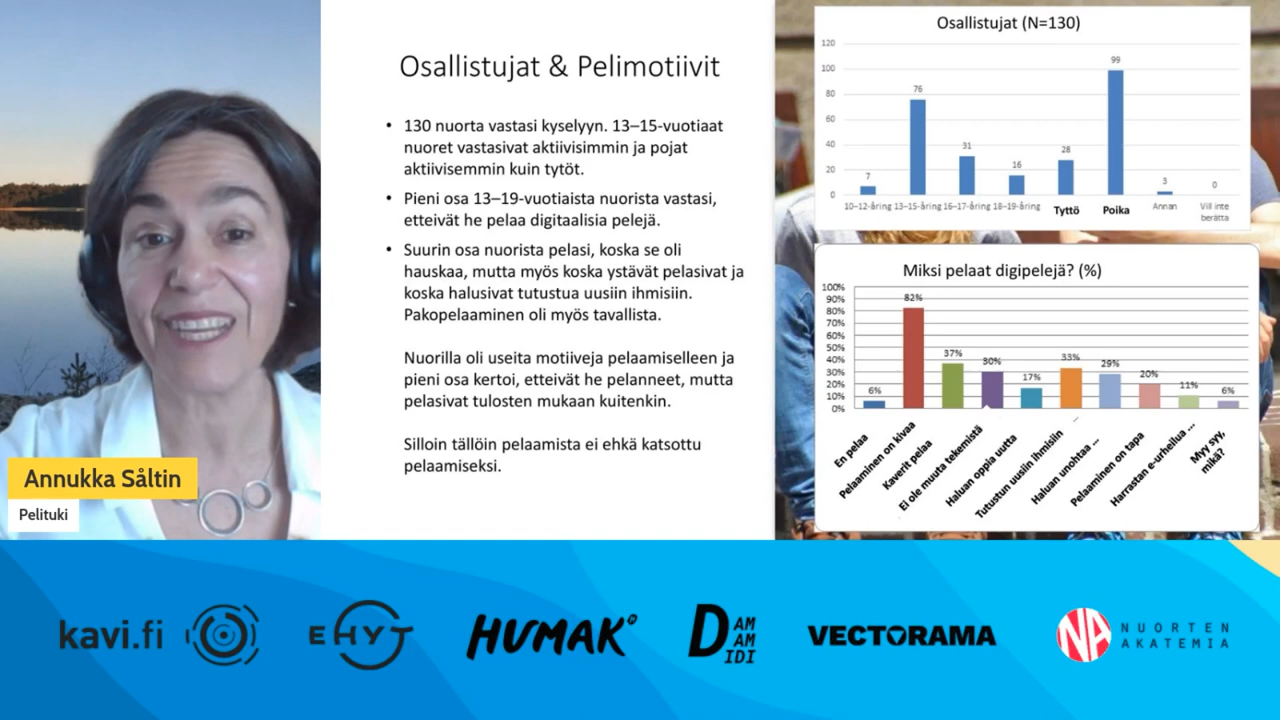 Osallistujat & Pelimotiivit
• 130 nuorta vastasi kyselyyn. 13–15-vuotiaat
nuoret vastasivat aktiivisimmin ja pojat
aktiivisemmin kuin tytöt.
• Pieni osa 13–19-vuotiaista nuorista vastasi,
etteivät he pelaa digitaalisia pelejä.
• Suurin osa nuorista pelasi, koska se oli
hauskaa, mutta myös koska ystävät pelasivat ja
koska halusivat tutustua uusiin ihmisiin.
Pakopelaaminen oli myös tavallista.
Nuorilla oli useita motiiveja pelaamiselleen ja
pieni osa kertoi, etteivät he pelanneet, mutta
pelasivat tulosten mukaan kuitenkin.
Silloin tällöin pelaamista ei ehkä katsottu
pelaamiseksi.
Annukka Såltin
Pelituki
Osallistujat (N=130)
120
100
80
60
40
20
0
7
76
31
16
28
99
3
0
10–12-åring
13–15-åring
16–17-åring
18–19-åring
Tyttö
Poika
Annan
Vill inte
berätta
Miksi pelaat digipelejä? (%)
100%
90%
80%
70%
60%
50%
40%
30%
20%
10%
0%
6%
82%
37%
30%
17%
33%
29%
20%
11%
6%
En pelaa
Pelaaminen on kivaa
Kaverit pelaa
Ei ole muuta tekemistä
Haluan oppia uutta
Tutustun uusiin ihmisiin
...
Haluan unohtaa ...
Pelaaminen on tapa
Harrastan e-urheilua ...
Myy syy,
mikä?
kavi.fi
EHYT
HUMAK
DAM
AM
IDI
VECTORAMA
NA
NUORTEN
AKATEMIA